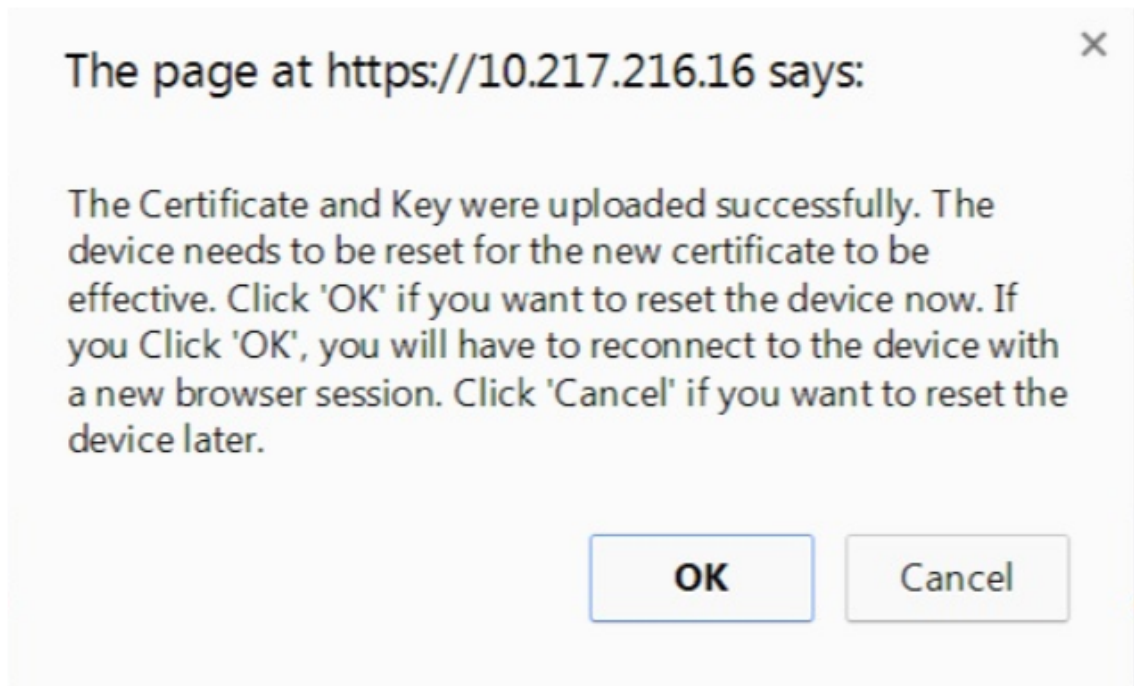 The page at https://10.217.216.16 says:
×
The Certificate and Key were uploaded successfully. The
device needs to be reset for the new certificate to be
effective. Click 'OK' if you want to reset the device now. If
you Click 'OK', you will have to reconnect to the device with
a new browser session. Click 'Cancel' if you want to reset the
device later.
OK
Cancel